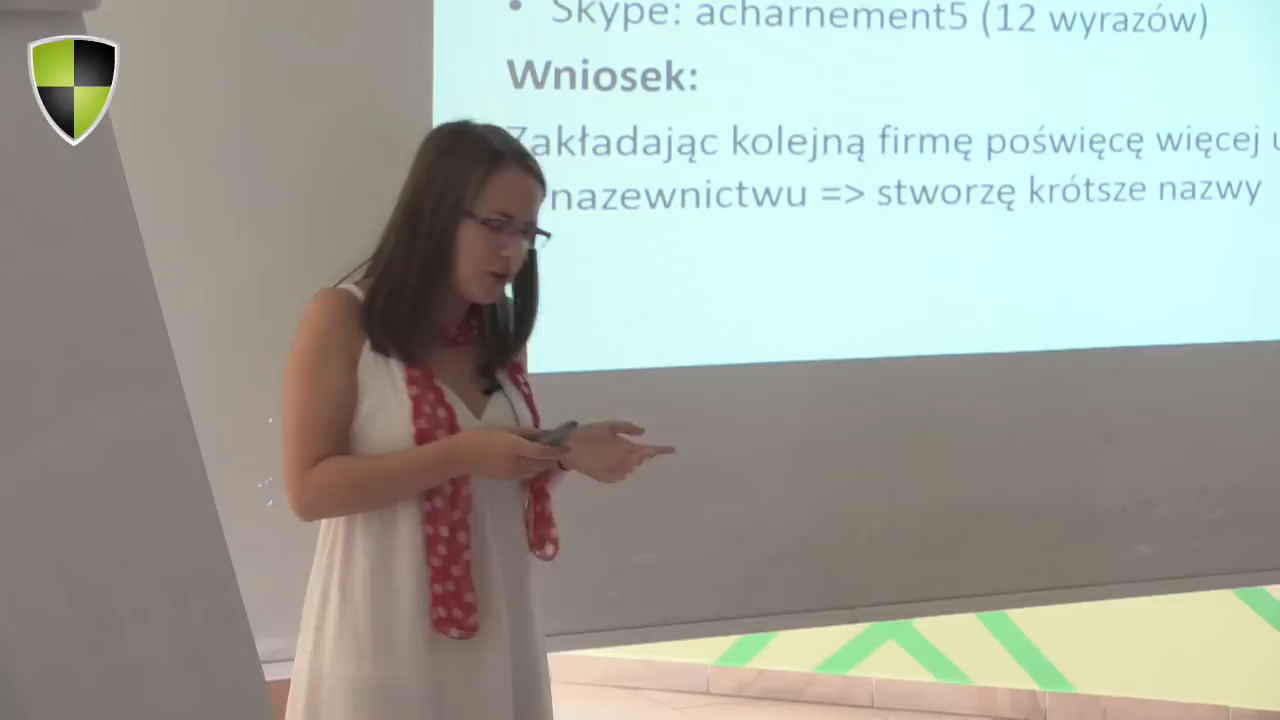 • Skype: acharnement5 (12 wyrazów)
Wniosek:
Zakładając kolejną firmę poświęcę więcej
nazewnictwu => stworzę krótsze nazwy